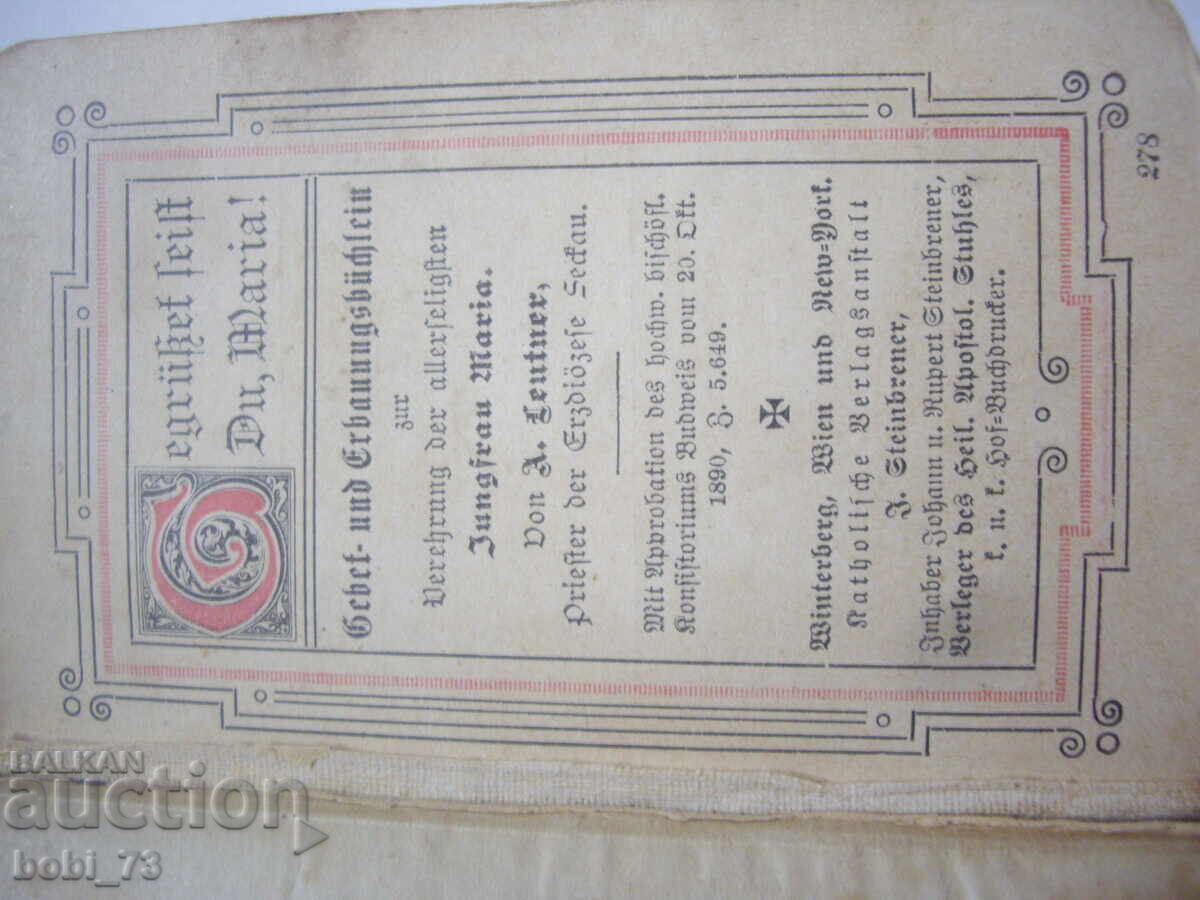 Gegrüßet seist
Du, Maria!
Gebet- und Erbauungsbüchlein
zur
Verehrung der allerseligsten
Jungfrau Maria.
Von A. Leutner,
Priester der Erzdiözese Seckau.
Mit Approbation des hochw. bischöfl.
Konsistoriums Budweis vom 20. Okt.
1890, Z. 5.649.
Winterberg, Wien und New-York.
Katholische Verlagsanstalt
J. Steinbrener,
Inhaber Johann u. Rupert Steinbrener,
Verleger des Heil. Apostol. Stuhles,
k. u. k. Hof-Buchdrucker.
278
BALKAN
auction
bobi_73